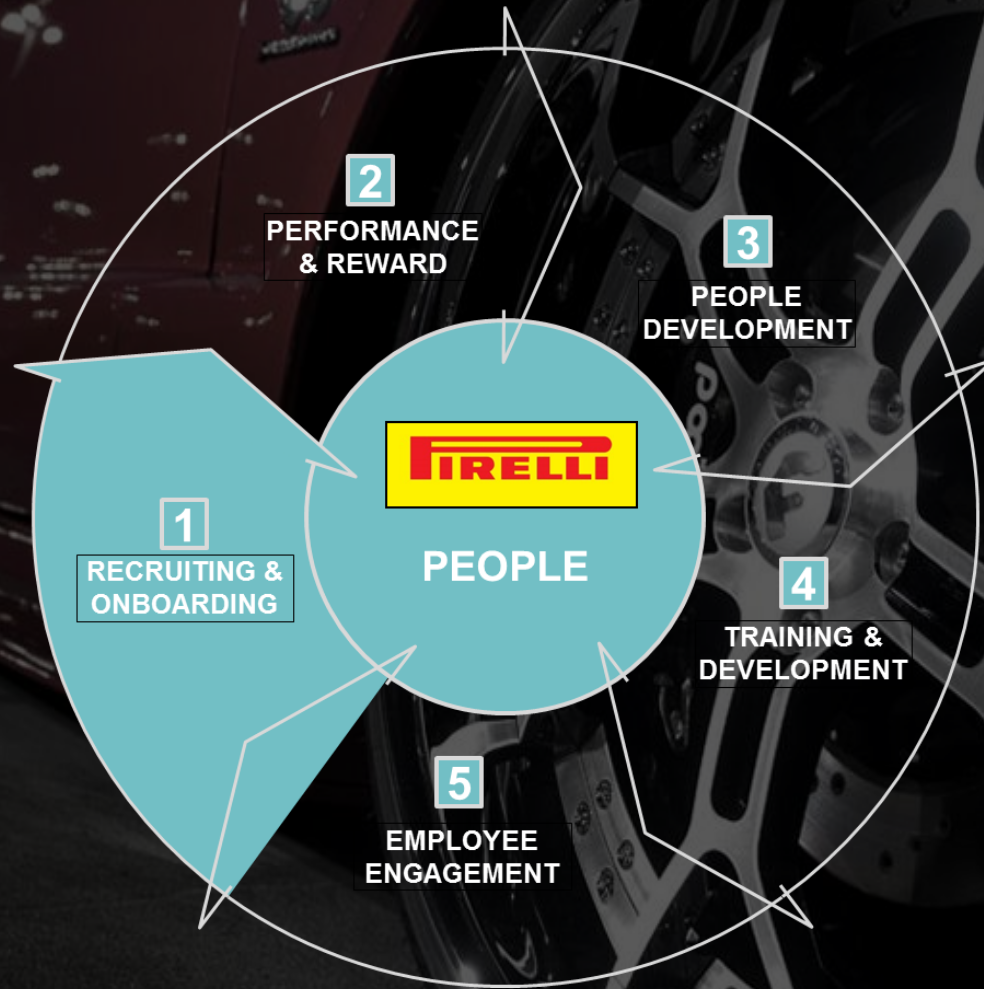 2
PERFORMANCE
& REWARD
3
PEOPLE
DEVELOPMENT
PIRELLI
PEOPLE
1
RECRUITING &
ONBOARDING
4
TRAINING &
DEVELOPMENT
5
EMPLOYEE
ENGAGEMENT